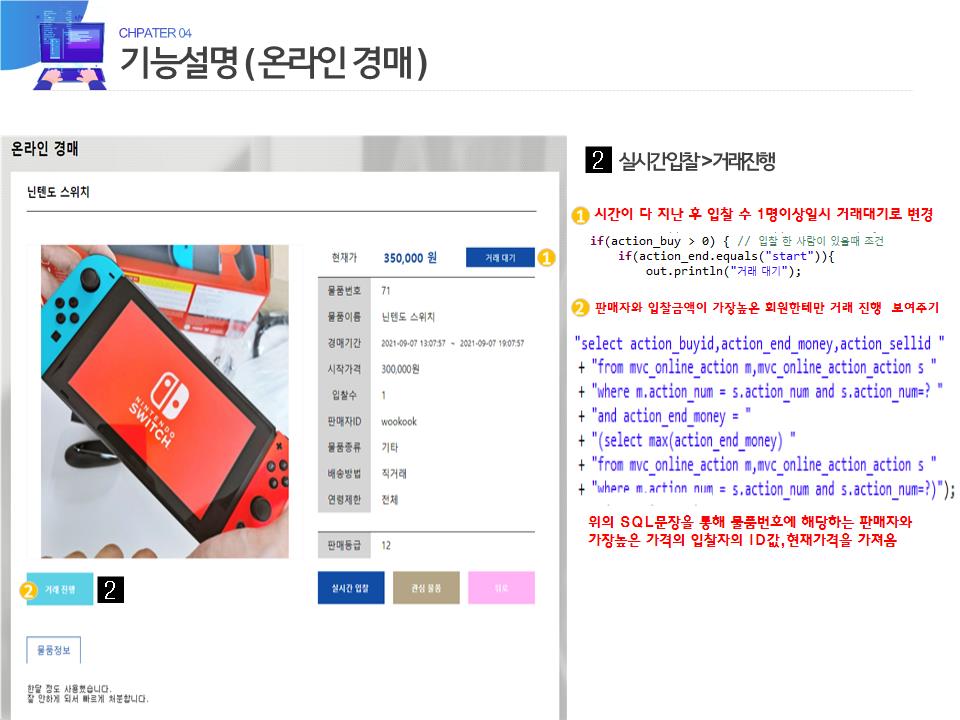 CHPATER 04
기능설명 ( 온라인 경매 )
온라인 경매
닌텐도 스위치
NINTENDO
SWITCH
현재가 350,000 원 거래 대기 1
물품번호 71
물품이름 닌텐도 스위치
경매기간 2021-09-07 13:07:57 ~ 2021-09-07 19:07:57
시작가격 300,000원
입찰수 1
판매자ID wookook
물품종류 기타
배송방법 직거래
연령제한 전체
판매등급 12
2 거래 진행 2
실시간 입찰 관심 물품 뒤로
물품정보
한달 정도 사용했습니다.
잘 안하게 되서 빠르게 처분합니다.
2 실시간입찰>거래진행
1 시간이 다 지난 후 입찰 수 1명이상일시 거래대기로 변경
if(action_buy > 0) { // 입찰 한 사람이 있을때 조건
if(action_end.equals("start")){
out.println("거래 대기");
2 판매자와 입찰금액이 가장높은 회원한테만 거래 진행 보여주기
"select action_buyid,action_end_money,action_sellid "
+ "from mvc_online_action m,mvc_online_action_action s "
+ "where m.action_num = s.action_num and s.action_num=? "
+ "and action_end_money = "
+ "(select max(action_end_money) "
+ "from mvc_online_action m,mvc_online_action_action s "
+ "where m.action_num = s.action_num and s.action_num=?)");
위의 SQL문장을 통해 물품번호에 해당하는 판매자와
가장높은 가격의 입찰자의 ID값,현재가격을 가져옴